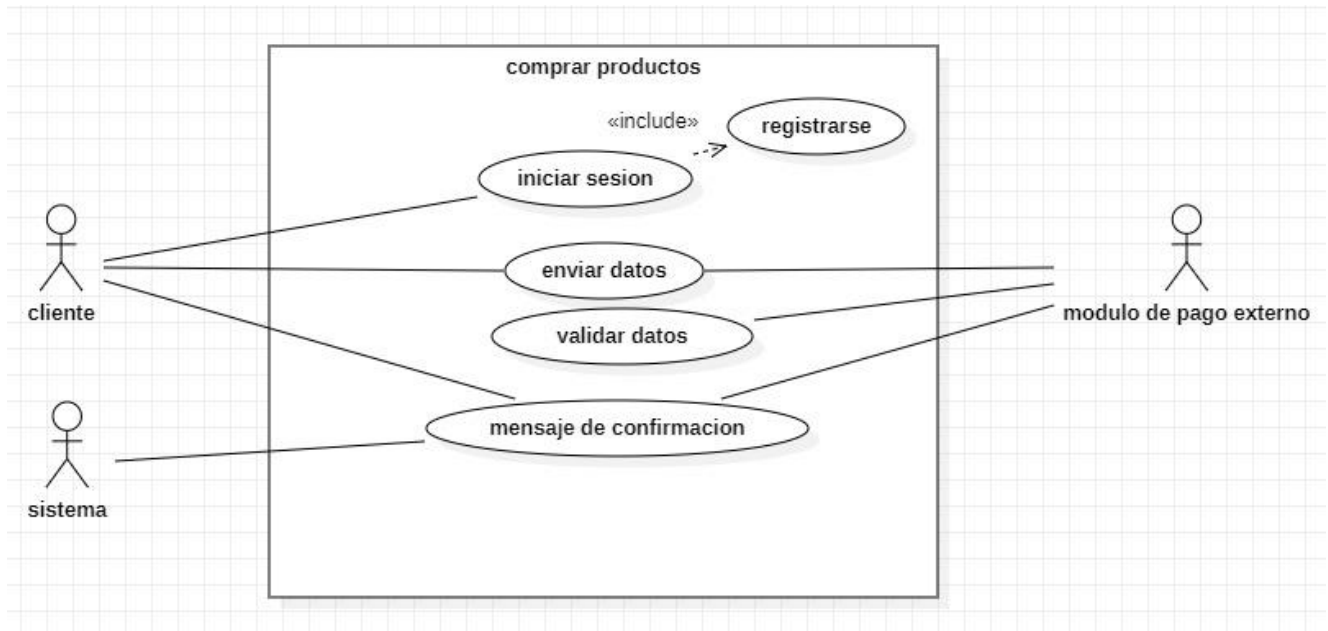 comprar productos
«include»
registrarse
iniciar sesion
enviar datos
validar datos
mensaje de confirmacion
cliente
sistema
modulo de pago externo